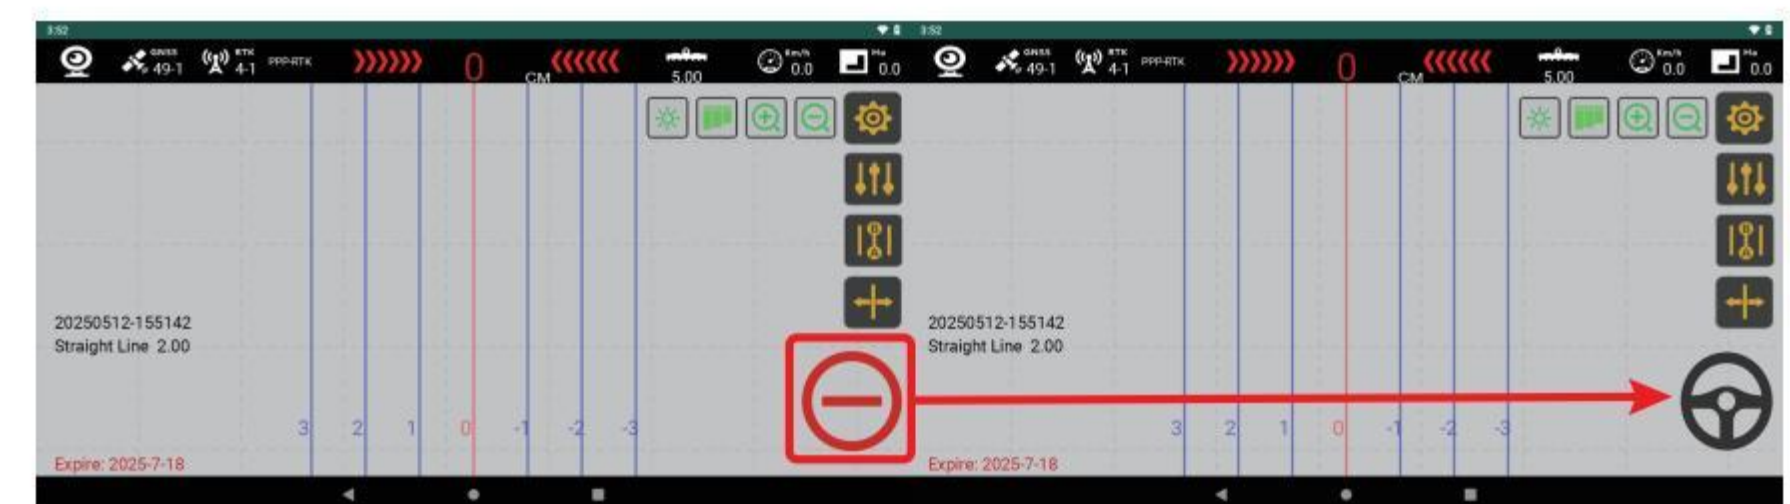 3:52
GNSS 49-1 RTK 4-1 PPP-RTK 0 CM 5.00 Km/h 0.0 Ha 0.0
B
A
20250512-155142
Straight Line 2.00
3 2 1 0 -1 -2 -3
Expire: 2025-7-18
3:52
GNSS 49-1 RTK 4-1 PPP-RTK 0 CM 5.00 Km/h 0.0 Ha 0.0
B
A
20250512-155142
Straight Line 2.00
3 2 1 0 -1 -2 -3
Expire: 2025-7-18